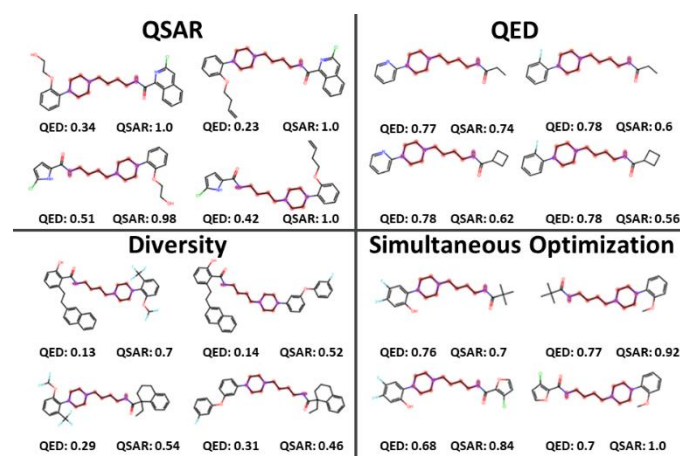 QSAR
QED: 0.34 QSAR: 1.0
QED: 0.23 QSAR: 1.0
QED: 0.51 QSAR: 0.98
QED: 0.42 QSAR: 1.0
QED
QED: 0.77 QSAR: 0.74
QED: 0.78 QSAR: 0.6
QED: 0.78 QSAR: 0.62
QED: 0.78 QSAR: 0.56
Diversity
QED: 0.13 QSAR: 0.7
QED: 0.14 QSAR: 0.52
QED: 0.29 QSAR: 0.54
QED: 0.31 QSAR: 0.46
Simultaneous Optimization
QED: 0.76 QSAR: 0.7
QED: 0.77 QSAR: 0.92
QED: 0.68 QSAR: 0.84
QED: 0.7 QSAR: 1.0